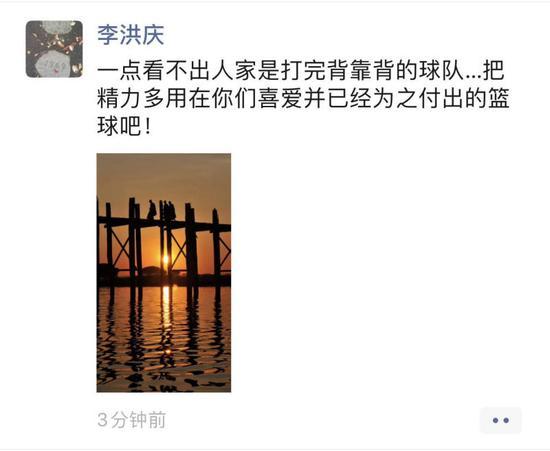 李洪庆
一点看不出人家是打完背靠背的球队...把
精力多用在你们喜爱并已经为之付出的篮
球吧！
3分钟前